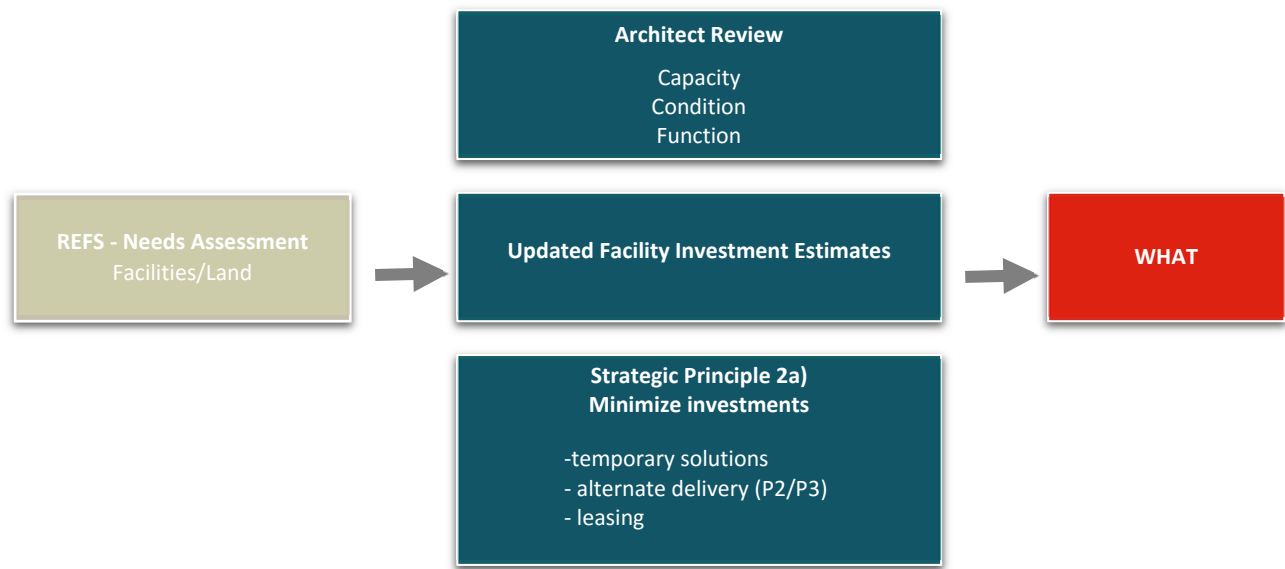 Architect Review
Capacity
Condition
Function
REFS - Needs Assessment
Facilities/Land
Updated Facility Investment Estimates
WHAT
Strategic Principle 2a)
Minimize investments
-temporary solutions
- alternate delivery (P2/P3)
- leasing